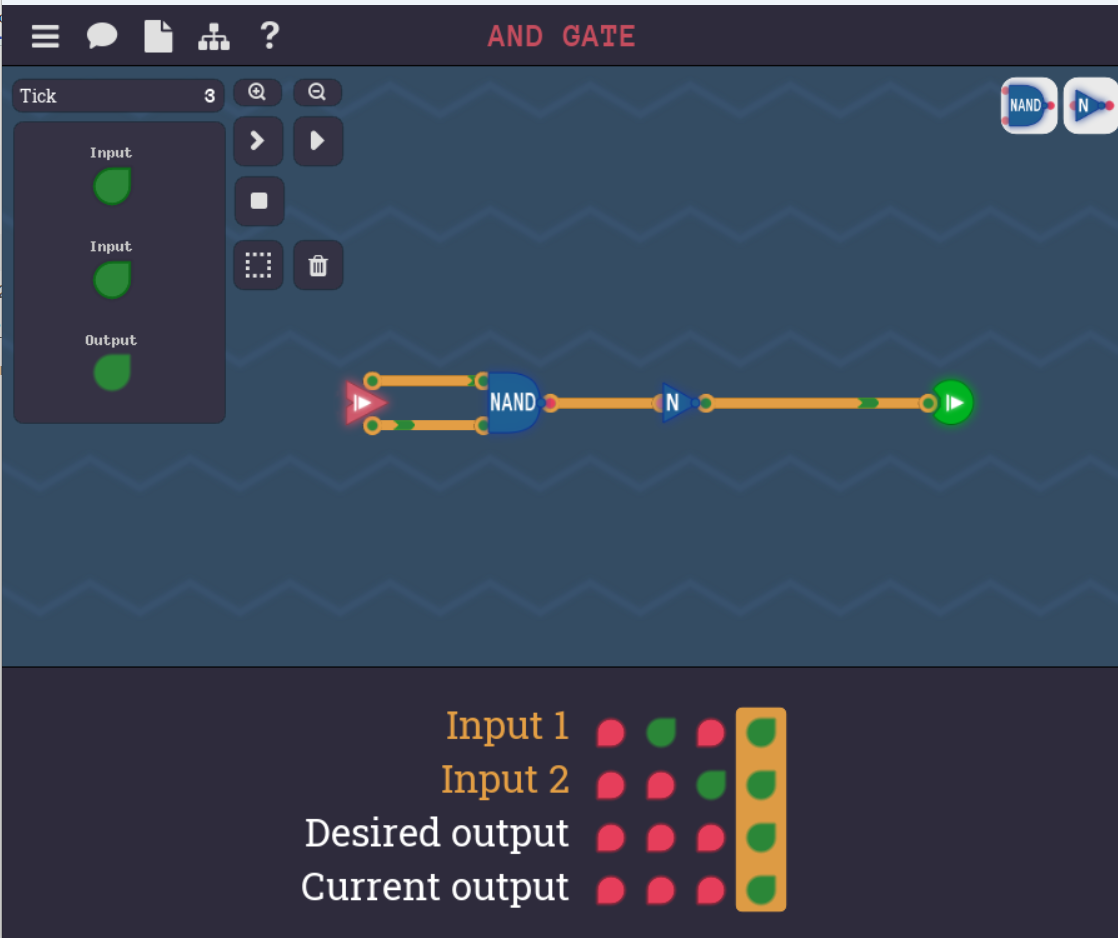 ?
AND GATE
Tick 3
Input
Input
Output
NAND
N
NAND
N
Input 1
Input 2
Desired output
Current output